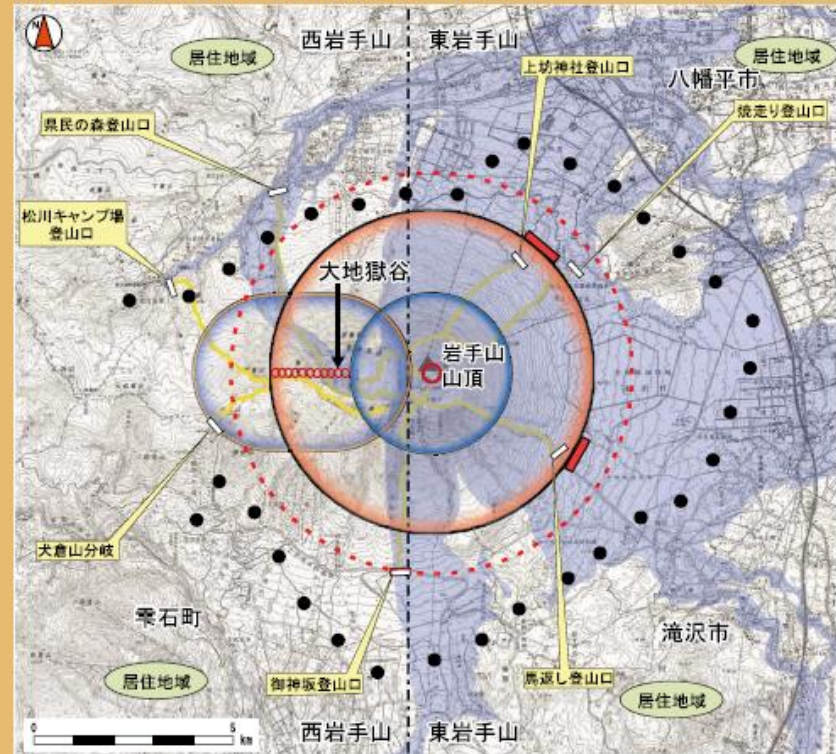 N
西岩手山
東岩手山
居住地域
居住地域
上坊神社登山口
八幡平市
県民の森登山口
焼走り登山口
松川キャンプ場
登山口
大地獄谷
岩手山
山頂
犬倉山分岐
雫石町
滝沢市
居住地域
御神坂登山口
馬返し登山口
居住地域
0
5
km
西岩手山
東岩手山